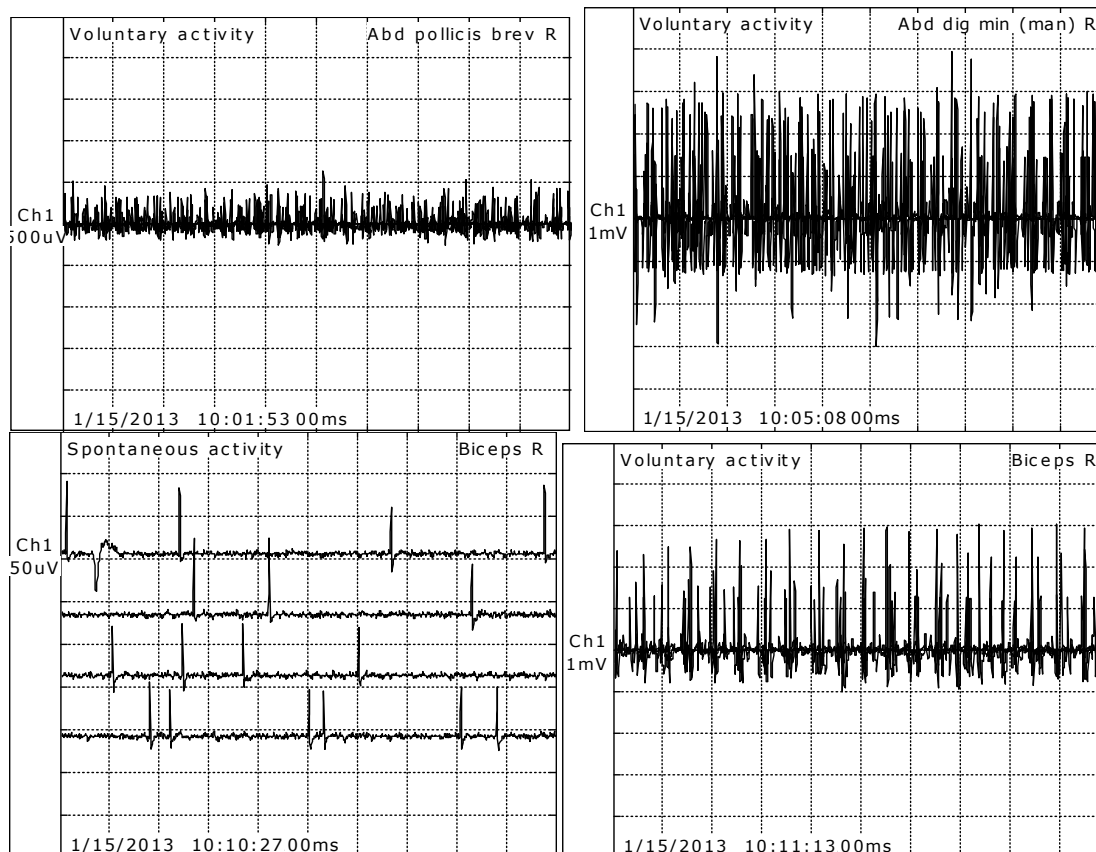 Voluntary activity Abd pollicis brev R
Ch1
500uV
1/15/2013 10:01:53 00ms
Voluntary activity Abd dig min (man) R
Ch1
1mV
1/15/2013 10:05:08 00ms
Spontaneous activity Biceps R
Ch1
50uV
1/15/2013 10:10:27 00ms
Voluntary activity Biceps R
Ch1
1mV
1/15/2013 10:11:13 00ms